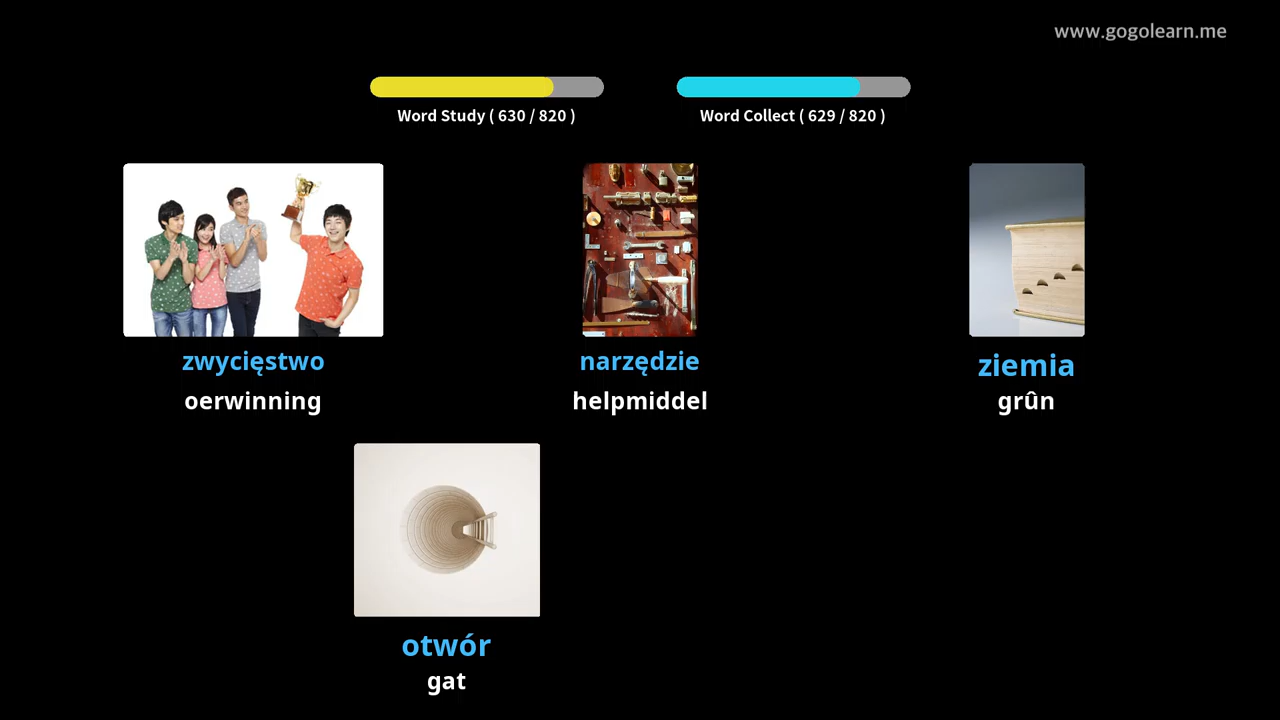 www.gogolearn.me
Word Study ( 630 / 820 )
Word Collect ( 629 / 820 )
zwycięstwo
oerwinning
narzędzie
helpmiddel
ziemia
grûn
otwór
gat